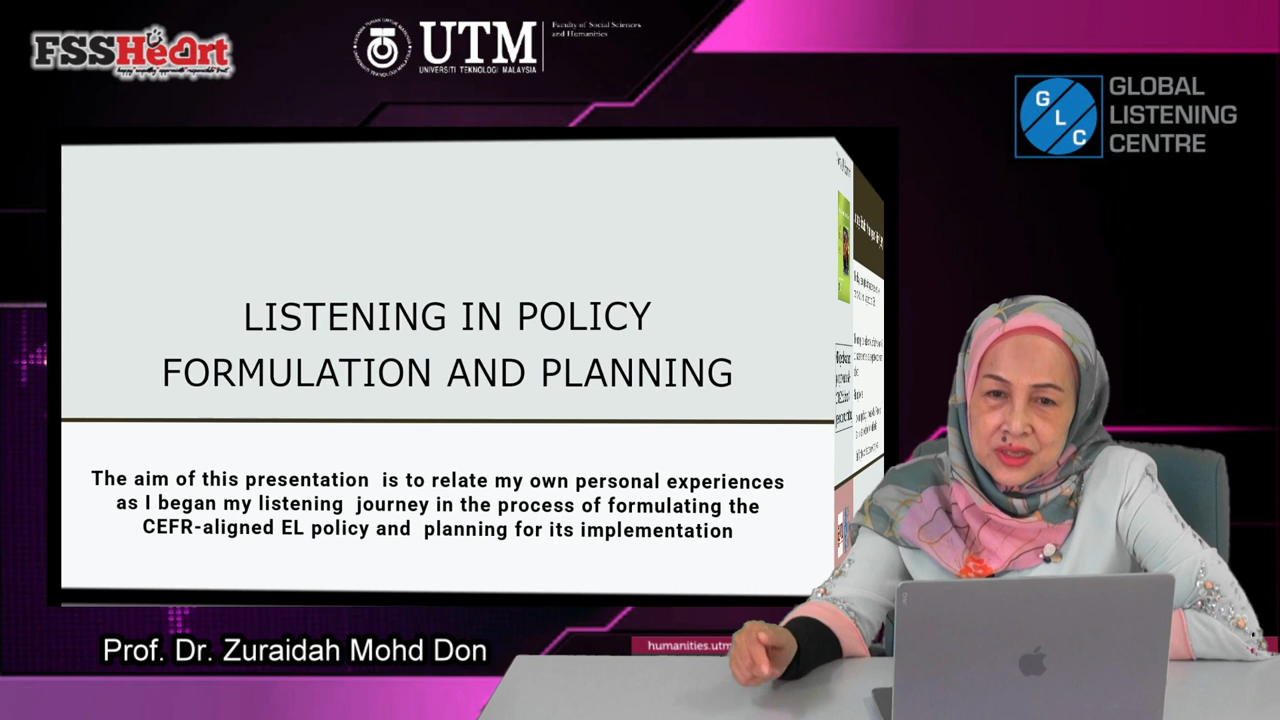 FSSHeart
UTM
UNIVERSITI TEKNOLOGI MALAYSIA
Faculty of Social Sciences
and Humanities
GLC
GLOBAL
LISTENING
CENTRE
LISTENING IN POLICY
FORMULATION AND PLANNING
The aim of this presentation is to relate my own personal experiences
as I began my listening journey in the process of formulating the
CEFR-aligned EL policy and planning for its implementation
Prof. Dr. Zuraidah Mohd Don
humanities.utm